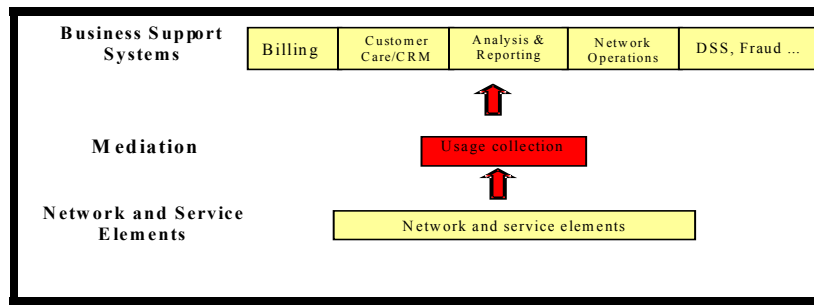 Business Support
Systems
Billing
Customer
Care/CRM
Analysis &
Reporting
Network
Operations
DSS, Fraud ...
Mediation
Usage collection
Network and Service
Elements
Network and service elements